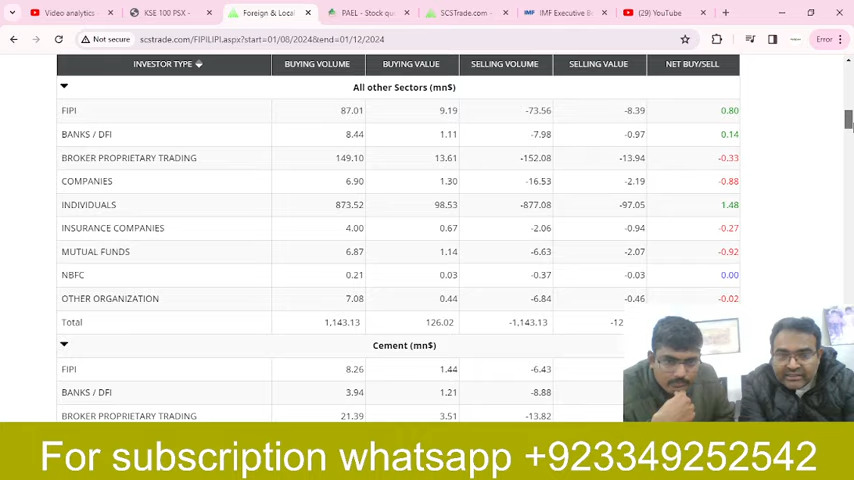 Video analytics
KSE 100 PSX -
Foreign & Local
PAEL - Stock qu
SCSTrade.com -
IMF Executive B
(29) YouTube
Not secure scstrade.com/FIPILIPI.aspx?start=01/08/2024&end=01/12/2024
Error
INVESTOR TYPE BUYING VOLUME BUYING VALUE SELLING VOLUME SELLING VALUE NET BUY/SELL
All other Sectors (mn$)
FIPI 87.01 9.19 -73.56 -8.39 0.80
BANKS / DFI 8.44 1.11 -7.98 -0.97 0.14
BROKER PROPRIETARY TRADING 149.10 13.61 -152.08 -13.94 -0.33
COMPANIES 6.90 1.30 -16.53 -2.19 -0.88
INDIVIDUALS 873.52 98.53 -877.08 -97.05 1.48
INSURANCE COMPANIES 4.00 0.67 -2.06 -0.94 -0.27
MUTUAL FUNDS 6.87 1.14 -6.63 -2.07 -0.92
NBFC 0.21 0.03 -0.37 -0.03 0.00
OTHER ORGANIZATION 7.08 0.44 -6.84 -0.46 -0.02
Total 1,143.13 126.02 -1,143.13 -12
Cement (mn$)
FIPI 8.26 1.44 -6.43
BANKS / DFI 3.94 1.21 -8.88
BROKER PROPRIETARY TRADING 21.39 3.51 -13.82
For subscription whatsapp +923349252542